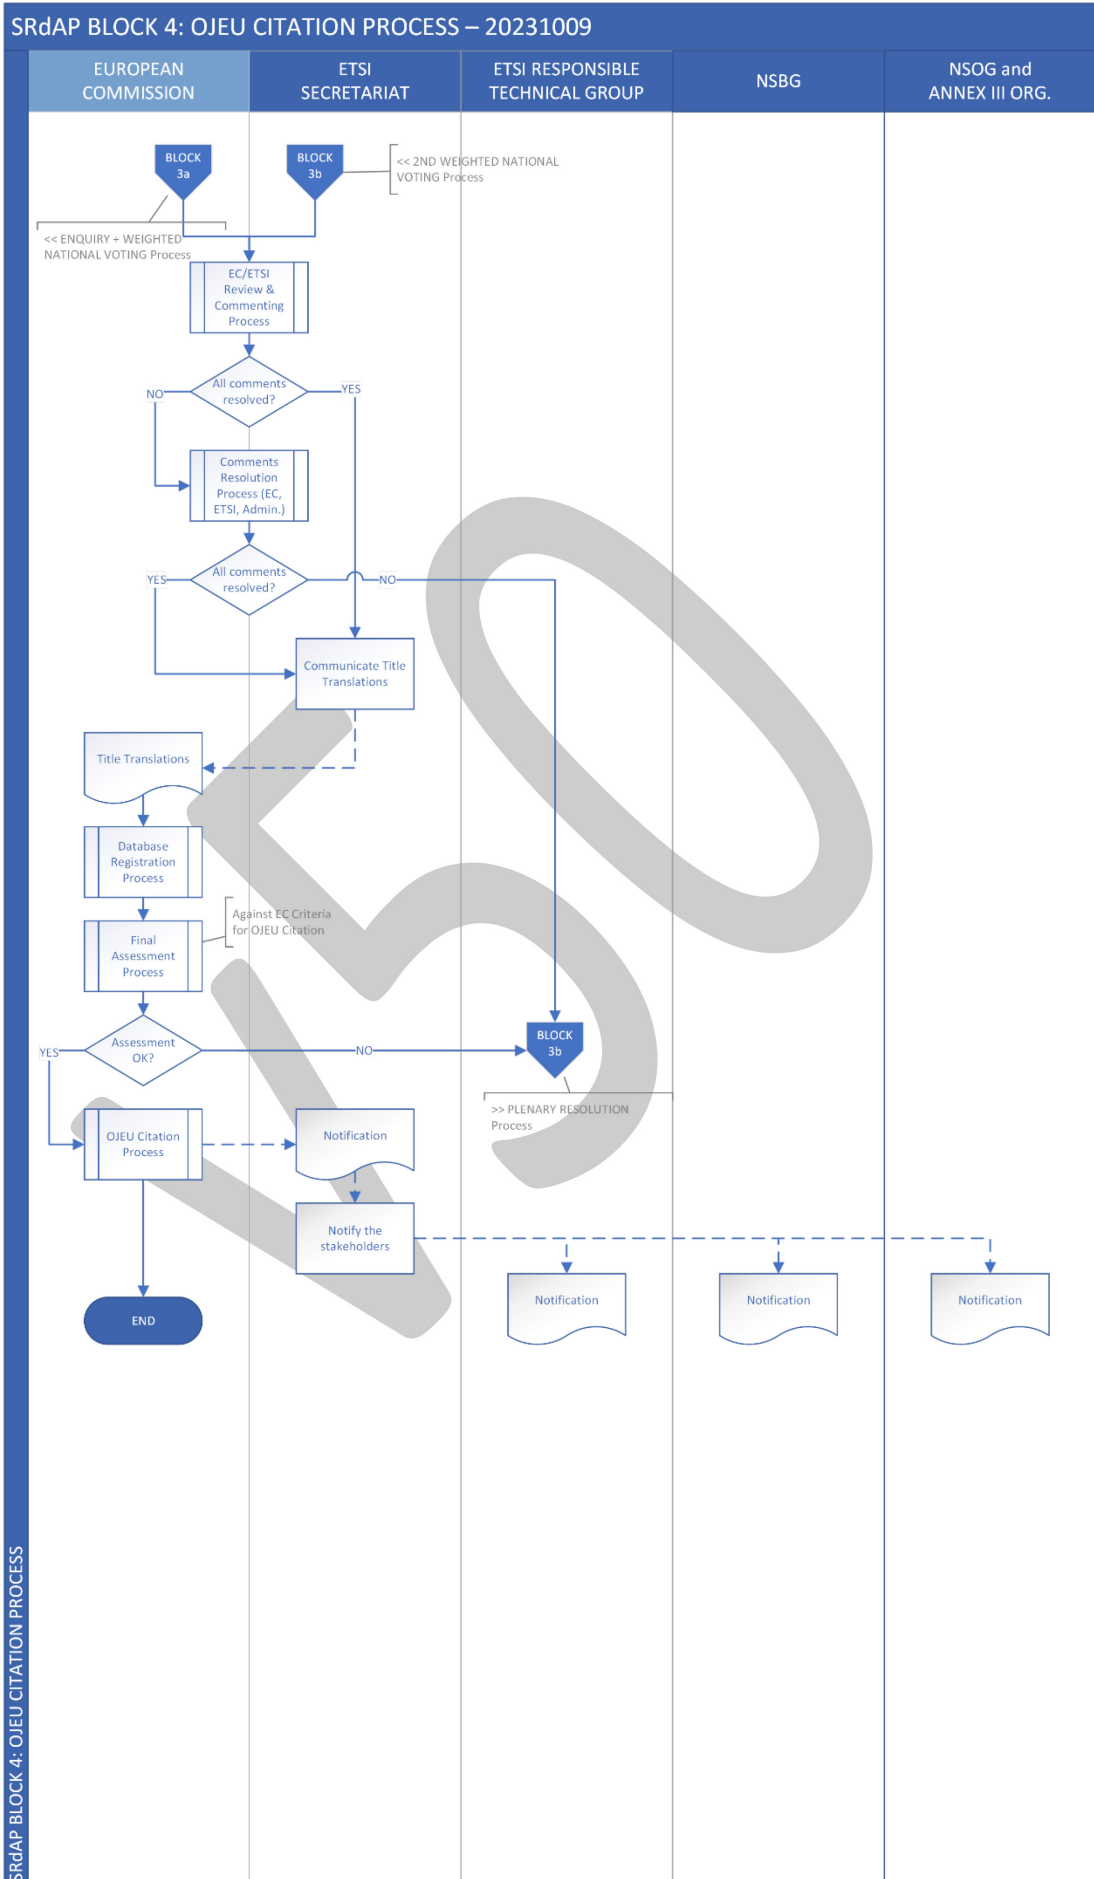 SRdAP BLOCK 4: OJEU CITATION PROCESS – 20231009
EUROPEAN
COMMISSION
ETSI
SECRETARIAT
ETSI RESPONSIBLE
TECHNICAL GROUP
NSBG
NSOG and
ANNEX III ORG.
BLOCK
3a
BLOCK
3b
<< 2ND WEIGHTED NATIONAL
VOTING Process
<< ENQUIRY + WEIGHTED
NATIONAL VOTING Process
EC/ETSI
Review &
Commenting
Process
All comments
resolved?
NO
YES
Comments
Resolution
Process (EC,
ETSI, Admin.)
All comments
resolved?
YES
NO
Communicate Title
Translations
Title Translations
Database
Registration
Process
Against EC Criteria
for OJEU Citation
Final
Assessment
Process
Assessment
OK?
YES
NO
BLOCK
3b
>> PLENARY RESOLUTION
Process
OJEU Citation
Process
Notification
Notify the
stakeholders
Notification
Notification
Notification
END
SRdAP BLOCK 4: OJEU CITATION PROCESS
V50